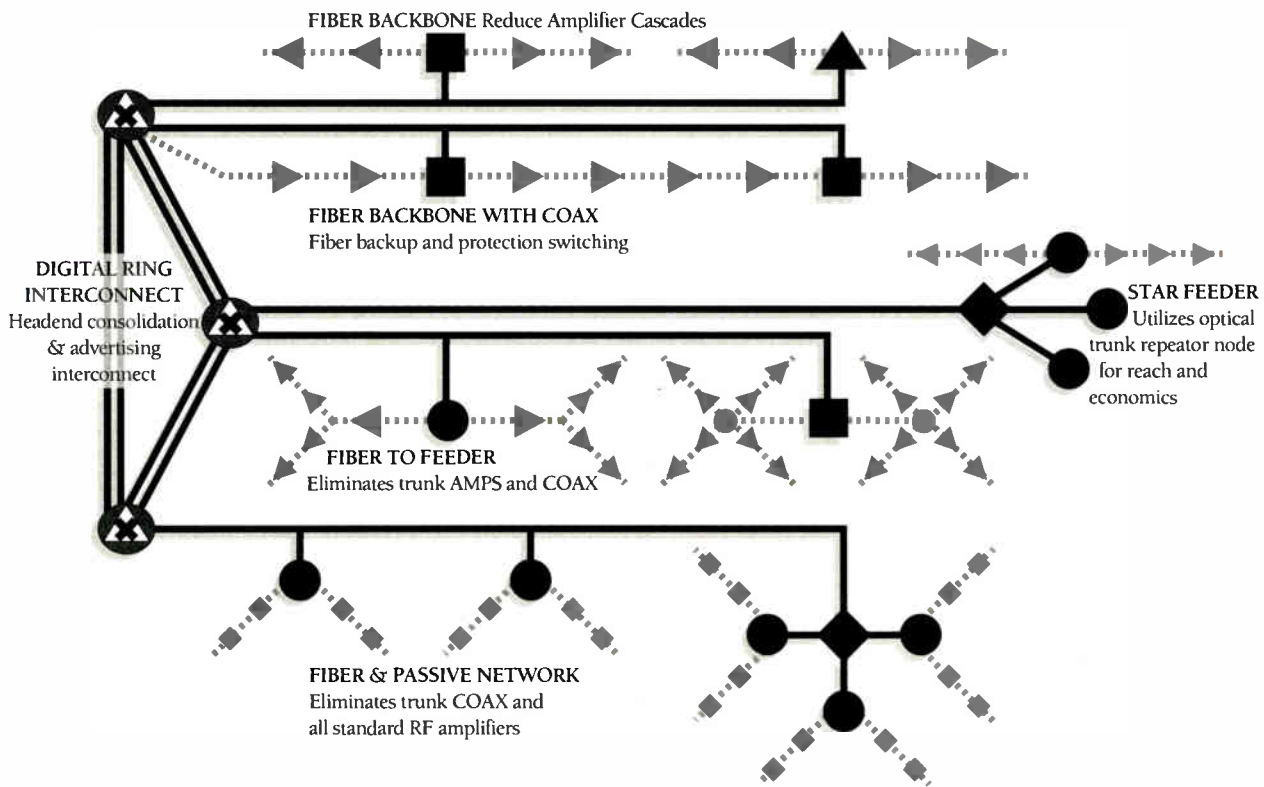 FIBER BACKBONE Reduce Amplifier Cascades
FIBER BACKBONE WITH COAX
Fiber backup and protection switching
DIGITAL RING
INTERCONNECT
Headend consolidation
& advertising
interconnect
STAR FEEDER
Utilizes optical
trunk repeator node
for reach and
economics
FIBER TO FEEDER
Eliminates trunk AMPS and COAX
FIBER & PASSIVE NETWORK
Eliminates trunk COAX and
all standard RF amplifiers